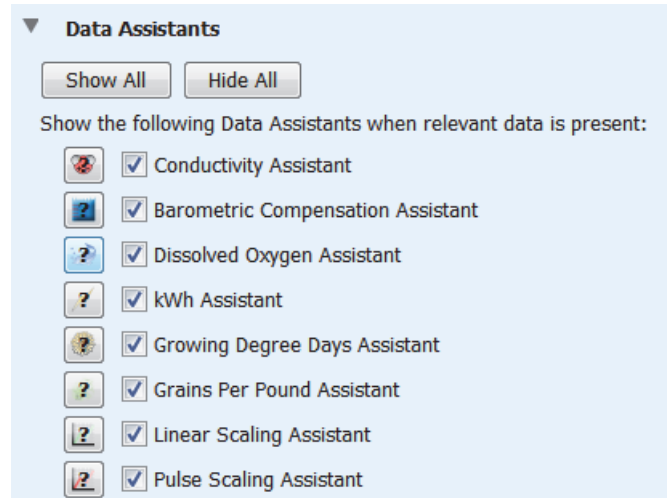 Data Assistants
Show All Hide All
Show the following Data Assistants when relevant data is present:
? Conductivity Assistant
? Barometric Compensation Assistant
? Dissolved Oxygen Assistant
? kWh Assistant
? Growing Degree Days Assistant
? Grains Per Pound Assistant
? Linear Scaling Assistant
? Pulse Scaling Assistant